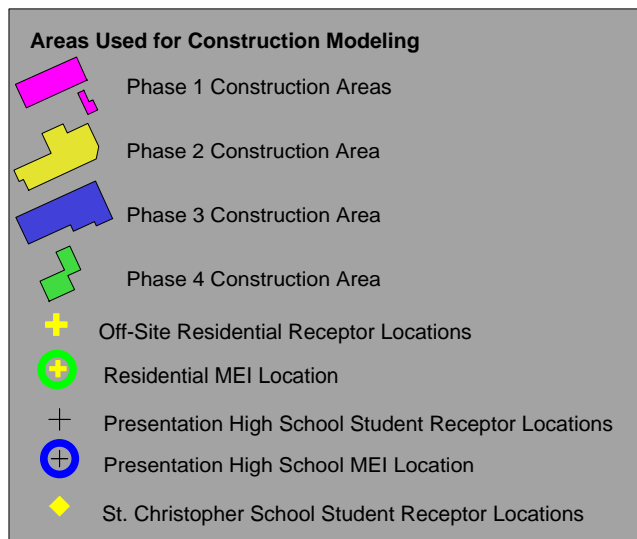 Areas Used for Construction Modeling
Phase 1 Construction Areas
Phase 2 Construction Area
Phase 3 Construction Area
Phase 4 Construction Area
Off-Site Residential Receptor Locations
Residential MEI Location
Presentation High School Student Receptor Locations
Presentation High School MEI Location
St. Christopher School Student Receptor Locations